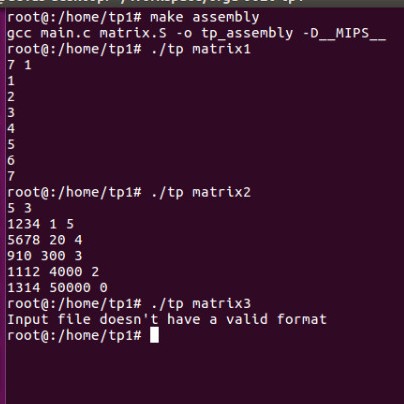 root@:/home/tp1# make assembly
gcc main.c matrix.S -o tp_assembly -D__MIPS__
root@:/home/tp1# ./tp matrix1
7 1
1
2
3
4
5
6
7
root@:/home/tp1# ./tp matrix2
5 3
1234 1 5
5678 20 4
910 300 3
1112 4000 2
1314 50000 0
root@:/home/tp1# ./tp matrix3
Input file doesn't have a valid format
root@:/home/tp1#